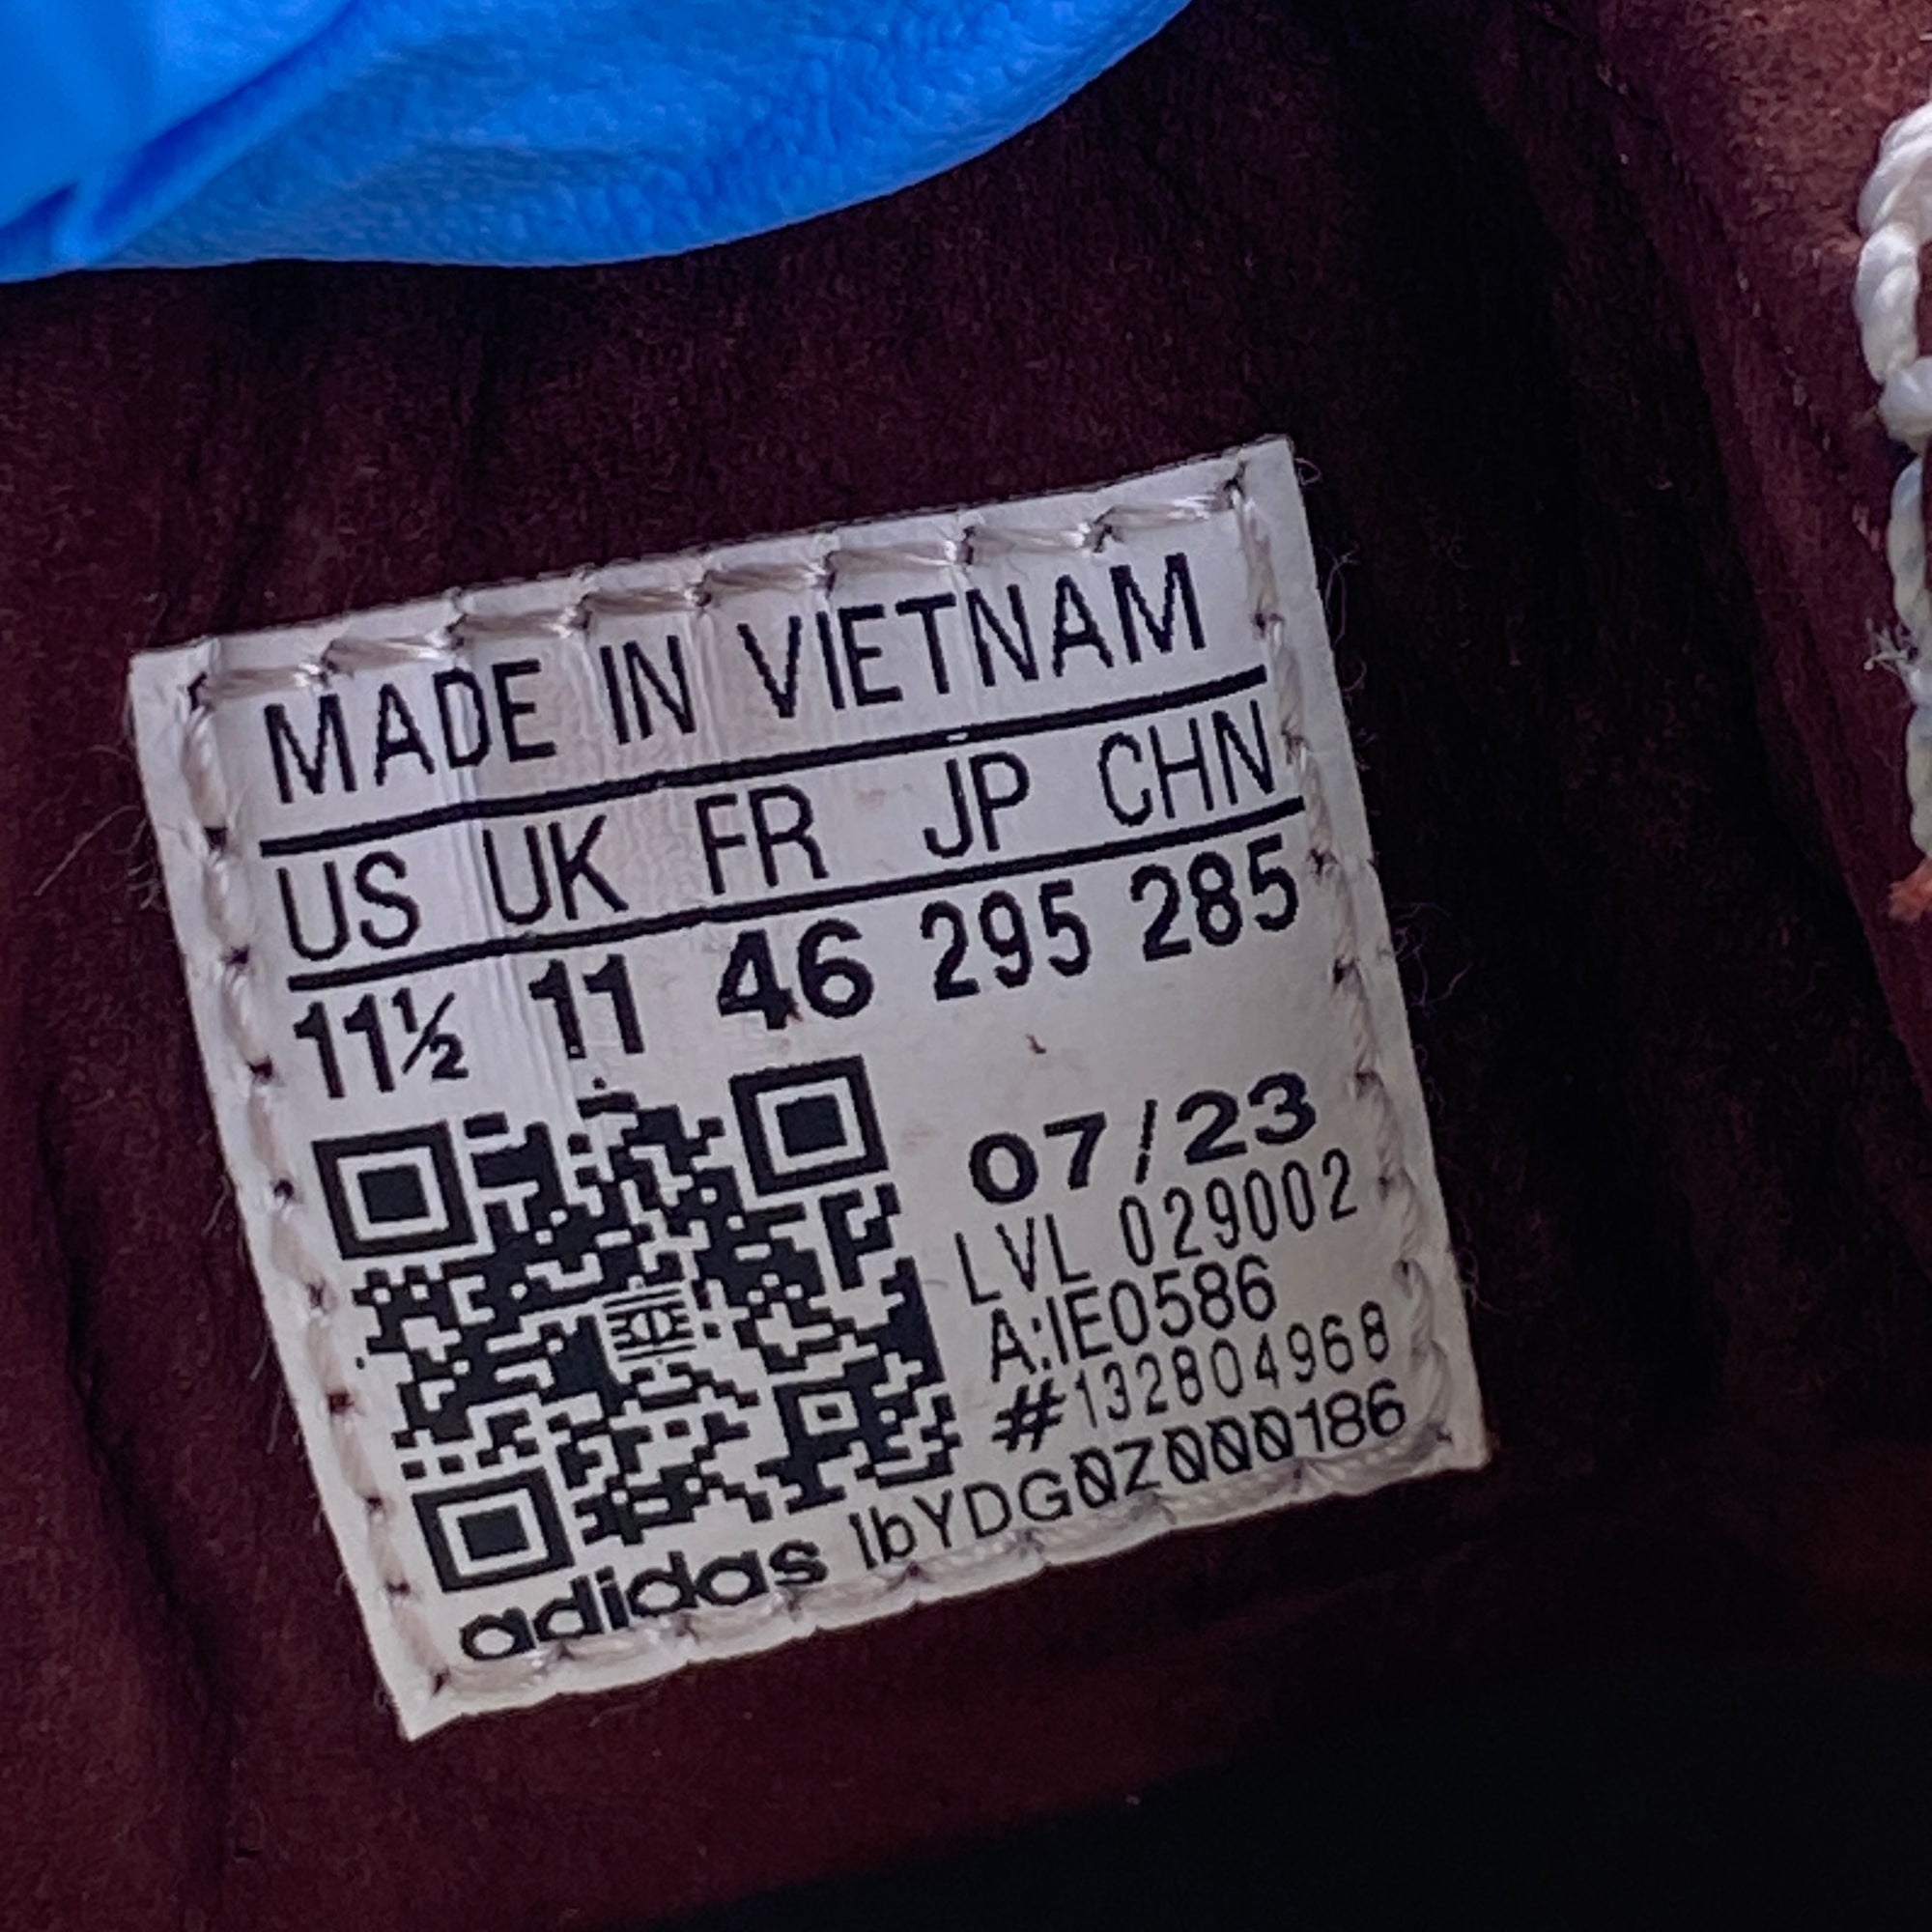 MADE IN VIETNAM
US UK FR JP CHN
11½ 11 46 295 285
07/23
LVL 029002
A:IE0586
#132804968
adidas lbYDG0Z000186